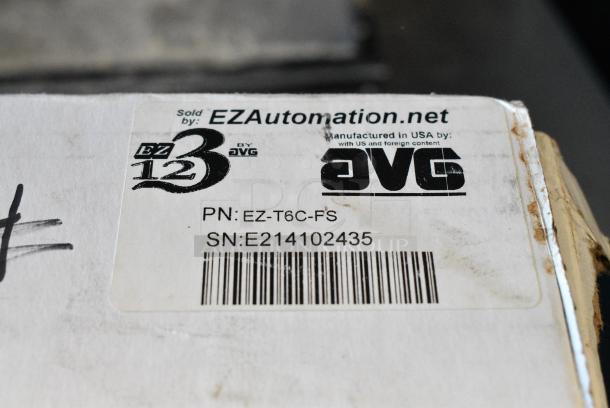 Sold by: EZAutomation.net
Manufactured in USA by:
with US and foreign content
EZ 123 BY AVG
AVG
PN: EZ-T6C-FS
SN:E214102435